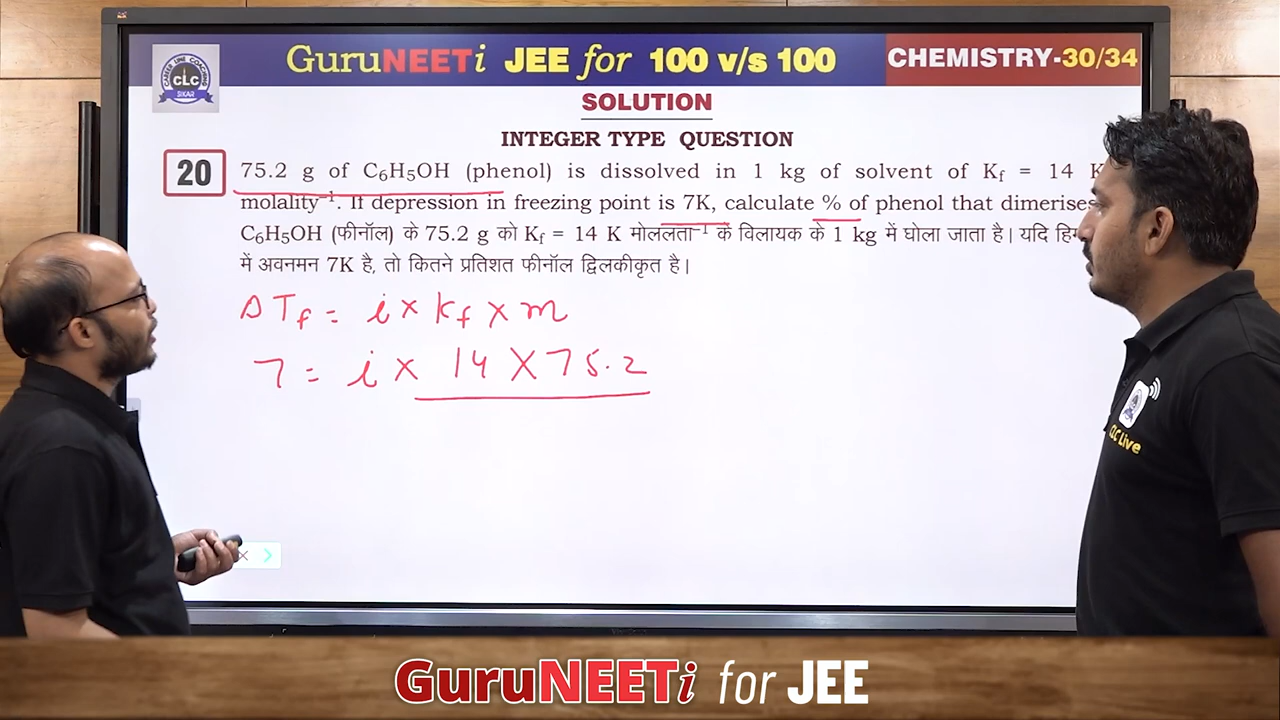 GuruNEETi JEE for 100 v/s 100
CHEMISTRY-30/34
CLC
SIKAR
SOLUTION
INTEGER TYPE QUESTION
20
75.2 g of C₆H₅OH (phenol) is dissolved in 1 kg of solvent of Kf = 14 K
molality⁻¹. If depression in freezing point is 7K, calculate % of phenol that dimerises
C₆H₅OH (फीनॉल) के 75.2 g को Kf = 14 K मोललता⁻¹ के विलायक के 1 kg में घोला जाता है। यदि
में अवनमन 7K है, तो कितने प्रतिशत फीनॉल द्विलकीकृत है।
Δ Tf = i × Kf × m
7 = i × 14 × 75.2
CLC Live
GuruNEETi for JEE